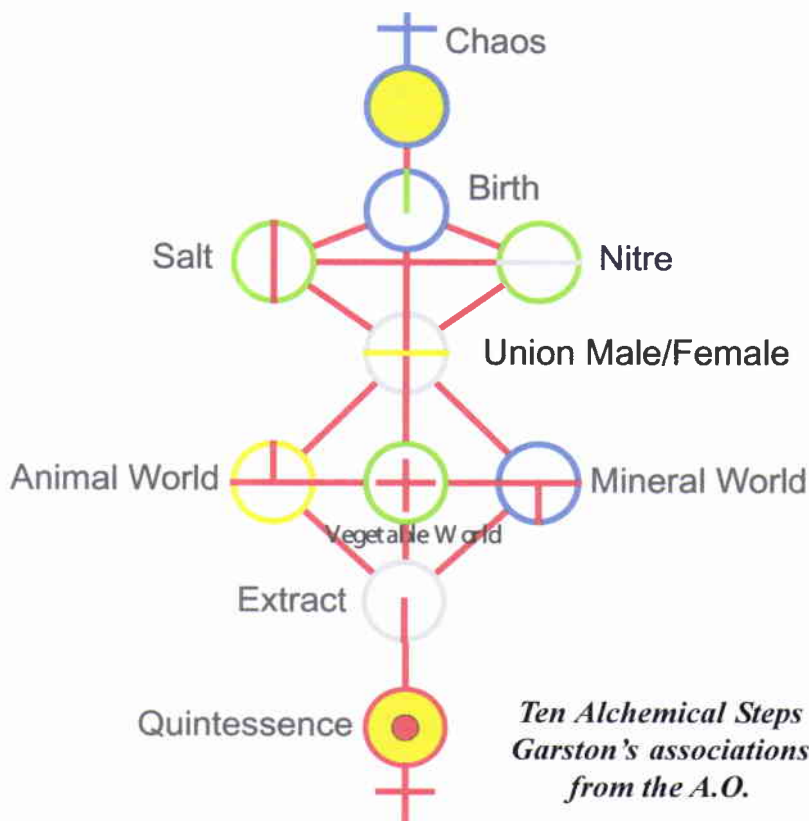 Chaos
Birth
Salt
Nitre
Union Male/Female
Animal World
Mineral World
Vegetable World
Extract
Quintessence
Ten Alchemical Steps
Garston's associations
from the A.O.